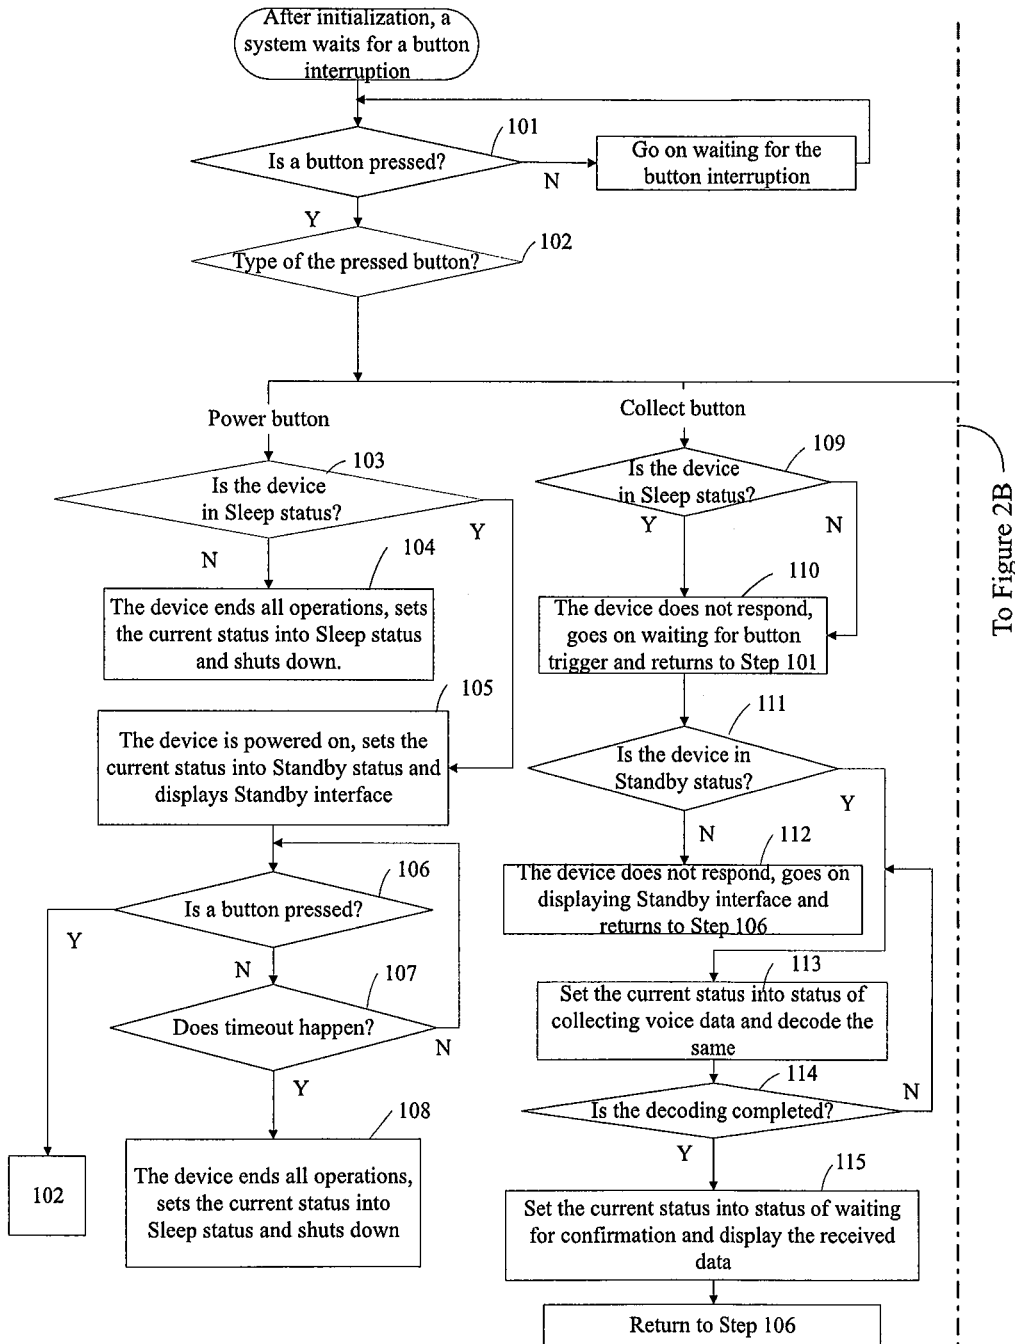 After initialization, a
system waits for a button
interruption
101
Is a button pressed?
N
Go on waiting for the
button interruption
Y
102
Type of the pressed button?
Power button
Collect button
103
Is the device
in Sleep status?
Y
N
104
The device ends all operations, sets
the current status into Sleep status
and shuts down.
105
The device is powered on, sets the
current status into Standby status and
displays Standby interface
106
Is a button pressed?
Y
N
107
Does timeout happen?
N
Y
108
The device ends all operations,
sets the current status into
Sleep status and shuts down
102
109
Is the device
in Sleep status?
Y
N
110
The device does not respond,
goes on waiting for button
trigger and returns to Step 101
111
Is the device in
Standby status?
Y
N
112
The device does not respond, goes on
displaying Standby interface and
returns to Step 106
113
Set the current status into status of
collecting voice data and decode the
same
114
N
Is the decoding completed?
Y
115
Set the current status into status of waiting
for confirmation and display the received
data
Return to Step 106
To Figure 2B